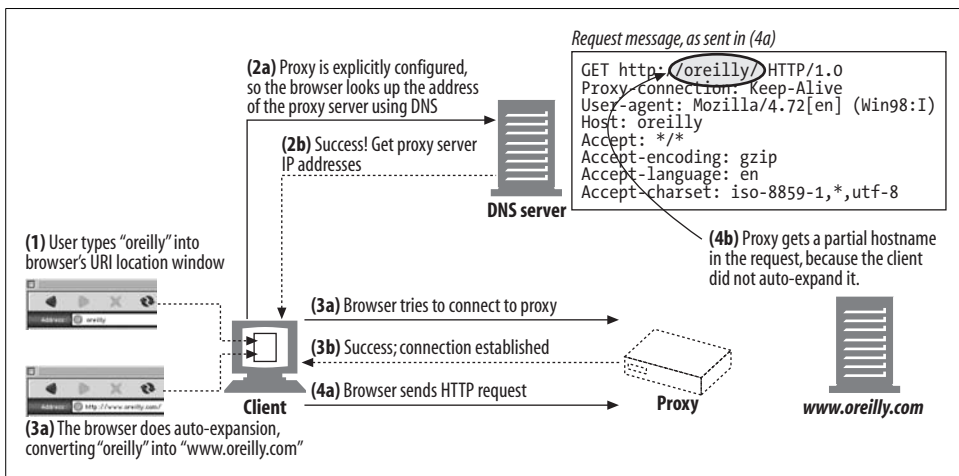 Request message, as sent in (4a)
GET http://oreilly/ HTTP/1.0
Proxy-connection: Keep-Alive
User-agent: Mozilla/4.72[en] (Win98:I)
Host: oreilly
Accept: */*
Accept-encoding: gzip
Accept-language: en
Accept-charset: iso-8859-1,*,utf-8
(2a) Proxy is explicitly configured,
so the browser looks up the address
of the proxy server using DNS
(2b) Success! Get proxy server
IP addresses
DNS server
(4b) Proxy gets a partial hostname
in the request, because the client
did not auto-expand it.
(1) User types “oreilly” into
browser’s URI location window
Address oreilly
(3a) Browser tries to connect to proxy
(3b) Success; connection established
(4a) Browser sends HTTP request
Client
Proxy
www.oreilly.com
Address http://www.oreilly.com/
(3a) The browser does auto-expansion,
converting “oreilly” into “www.oreilly.com”